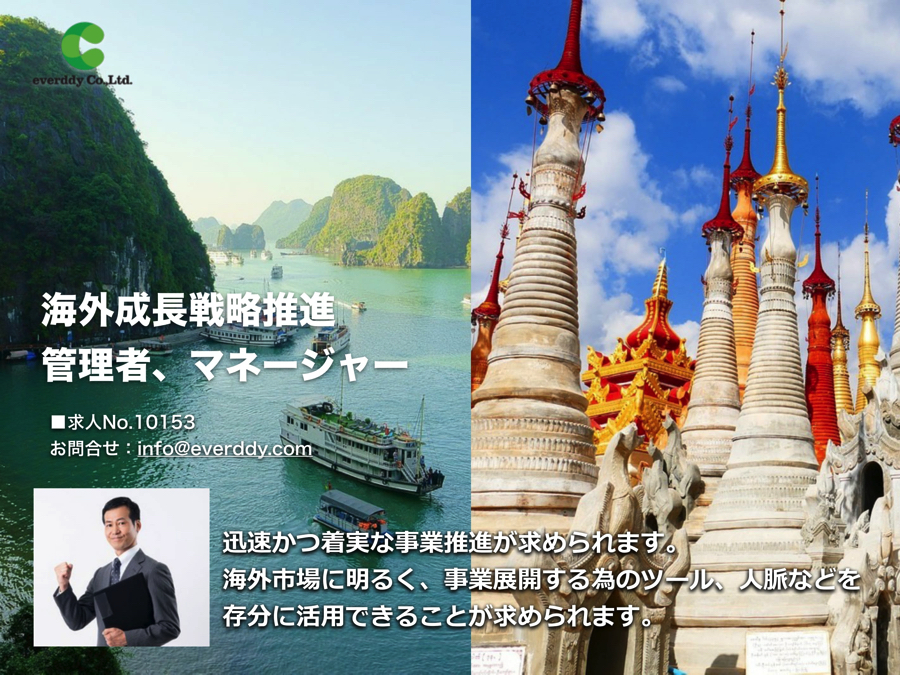 everddy Co.,Ltd.
海外成長戦略推進
管理者、マネージャー
■求人No.10153
お問合せ：info@everddy.com
迅速かつ着実な事業推進が求められます。
海外市場に明るく、事業展開する為のツール、人脈などを
存分に活用できることが求められます。